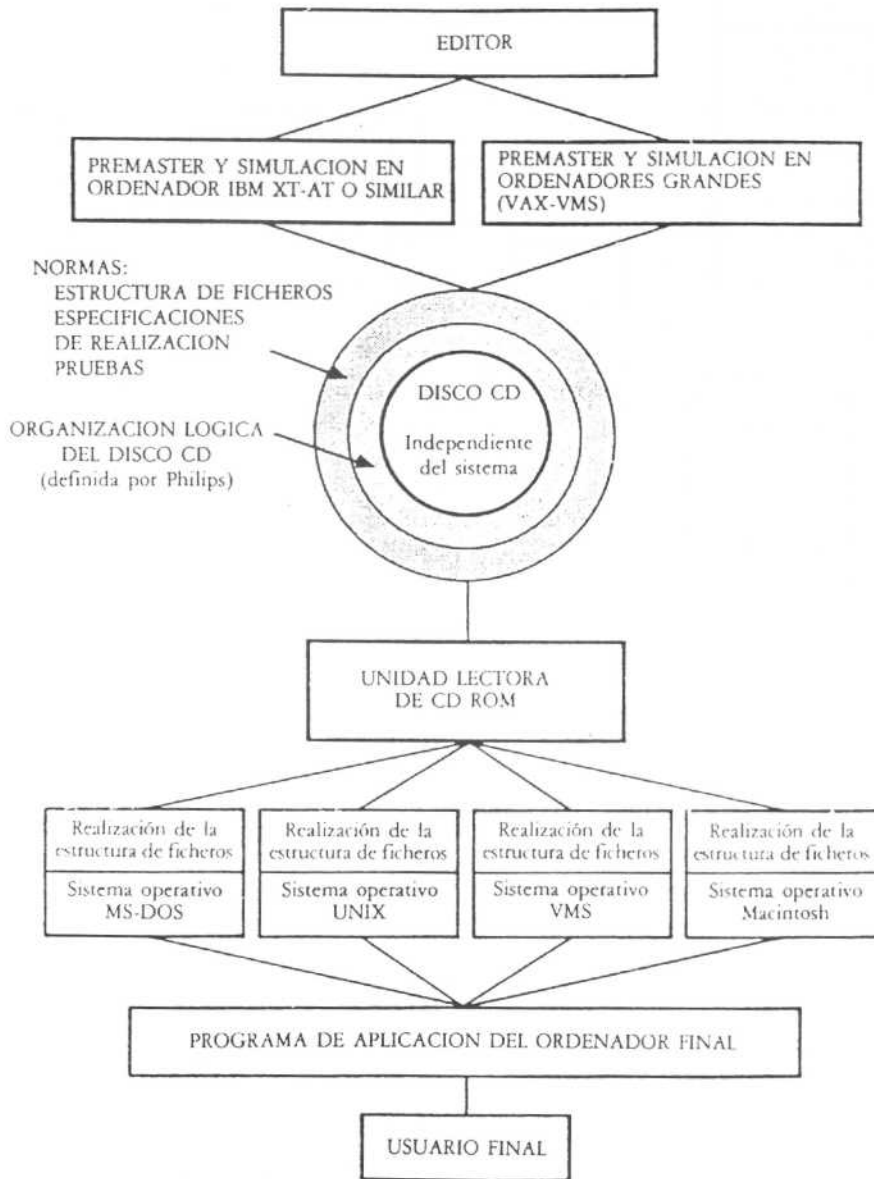 EDITOR
PREMASTER Y SIMULACION EN
ORDENADOR IBM XT-AT O SIMILAR
PREMASTER Y SIMULACION EN
ORDENADORES GRANDES
(VAX-VMS)
NORMAS:
ESTRUCTURA DE FICHEROS
ESPECIFICACIONES
DE REALIZACION
PRUEBAS
ORGANIZACION LOGICA
DEL DISCO CD
(definida por Philips)
DISCO CD
Independiente
del sistema
UNIDAD LECTORA
DE CD ROM
Realización de la
estructura de ficheros
Sistema operativo
MS-DOS
Realización de la
estructura de ficheros
Sistema operativo
UNIX
Realización de la
estructura de ficheros
Sistema operativo
VMS
Realización de la
estructura de ficheros
Sistema operativo
Macintosh
PROGRAMA DE APLICACION DEL ORDENADOR FINAL
USUARIO FINAL